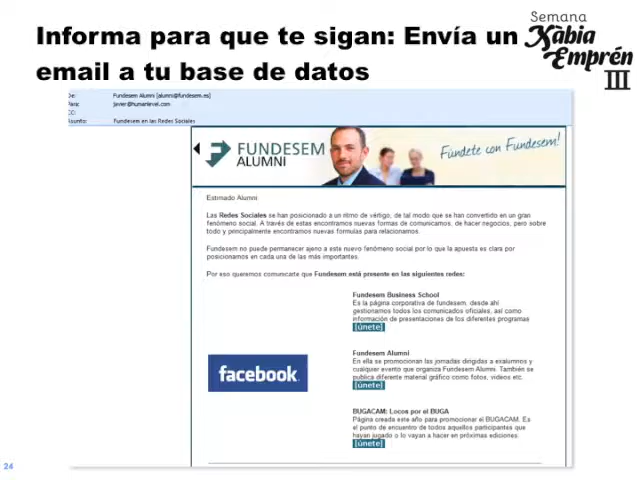 Informa para que te sigan: Envía un
email a tu base de datos
Semana
Xàbia
Emprén
III
De: Fundesem Alumni [alumni@fundesem.es]
Para: javier@humanlevel.com
CC:
Asunto: Fundesem en las Redes Sociales
FUNDESEM
ALUMNI
Fúndete con Fundesem!
Estimado Alumni
Las Redes Sociales se han posicionado a un ritmo de vértigo, de tal modo que se han convertido en un gran
fenómeno social. A través de estas encontramos nuevas formas de comunicarnos, de hacer negocios, pero sobre
todo y principalmente encontramos nuevas formulas para relacionarnos.
Fundesem no puede permanecer ajeno a este nuevo fenómeno social por lo que la apuesta es clara por
posicionarnos en cada una de las más importantes.
Por eso queremos comunicarte que Fundesem está presente en las siguientes redes:
Fundesem Business School
Es la página corporativa de fundesem, desde ahí
gestionamos todos los comunicados oficiales, así como
información de presentaciones de los diferentes programas
[únete]
facebook
Fundesem Alumni
En ella se promocionan las jornadas dirigidas a exalumnos y
cualquier evento que organiza Fundesem Alumni. También se
publica diferente material gráfico como fotos, videos etc.
[únete]
BUGACAM: Locos por el BUGA
Página creada este año para promocionar el BUGACAM. Es
el punto de encuentro de todos aquellos participantes que
hayan jugado o lo vayan a hacer en próximas ediciones.
[únete]
24